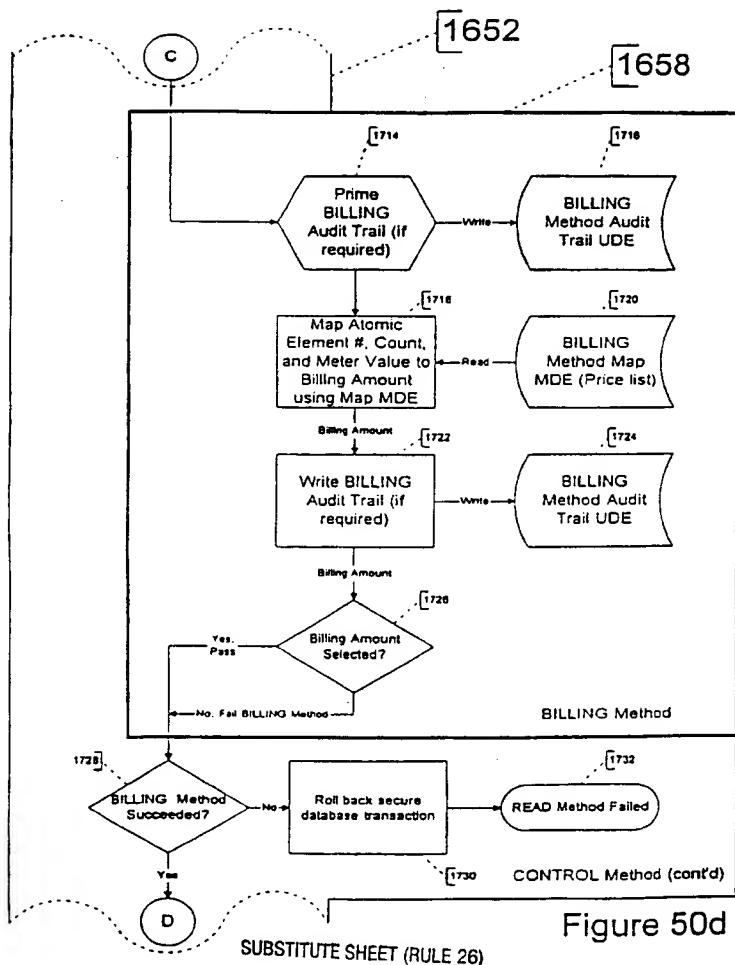 C
1652
1658
1714
1716
Prime
BILLING
Audit Trail (if
required)
Write
BILLING
Method Audit
Trail UDE
1718
1720
Map Atomic
Element #, Count,
and Meter Value to
Billing Amount
using Map MDE
Read
BILLING
Method Map
MDE (Price list)
Billing Amount
1722
1724
Write BILLING
Audit Trail (if
required)
Write
BILLING
Method Audit
Trail UDE
Billing Amount
1726
Billing Amount
Selected?
Yes,
Pass
No, Fail BILLING Method
BILLING Method
1728
BILLING Method
Succeeded?
No
Roll back secure
database transaction
1732
READ Method Failed
1730
CONTROL Method (cont'd)
Yes
D
Figure 50d
SUBSTITUTE SHEET (RULE 26)